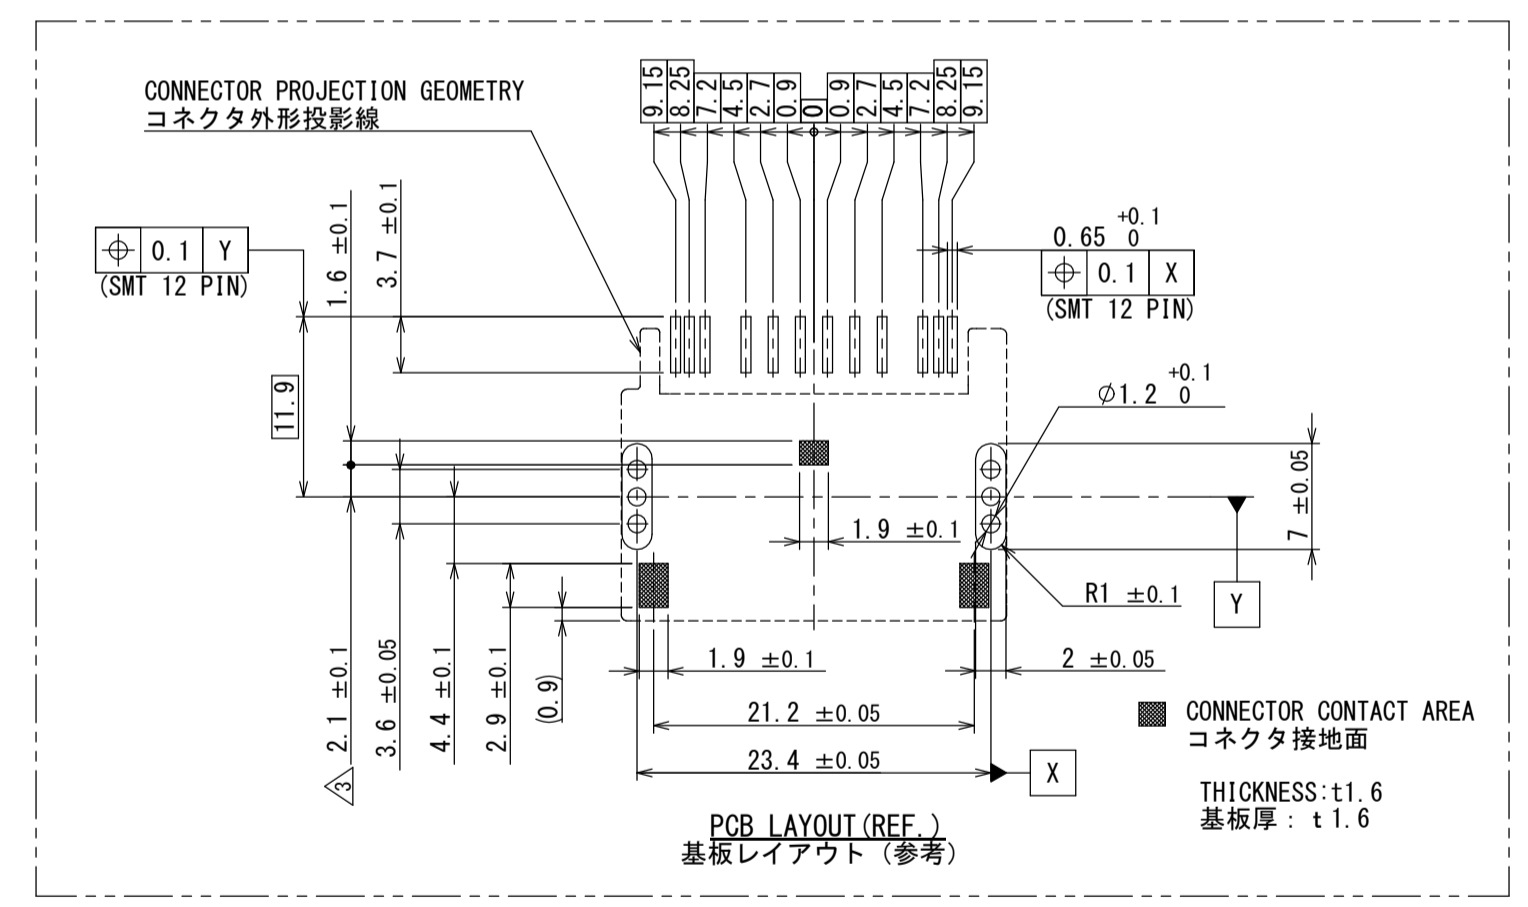 CONNECTOR PROJECTION GEOMETRY
コネクタ外形投影線
9.15 8.25 7.2 4.5 2.7 0.9 0 0.9 2.7 4.5 7.2 8.25 9.15
⌖ 0.1 Y
(SMT 12 PIN)
1.6 ±0.1
3.7 ±0.1
0.65 +0.1 0
⌖ 0.1 X
(SMT 12 PIN)
11.9
⌀1.2 +0.1 0
7 ±0.05
1.9 ±0.1
R1 ±0.1
Y
2.1 ±0.1
3
3.6 ±0.05
4.4 ±0.1
2.9 ±0.1
(0.9)
1.9 ±0.1
2 ±0.05
21.2 ±0.05
23.4 ±0.05
X
CONNECTOR CONTACT AREA
コネクタ接地面
THICKNESS:t1.6
基板厚: t1.6
PCB LAYOUT(REF.)
基板レイアウト (参考)